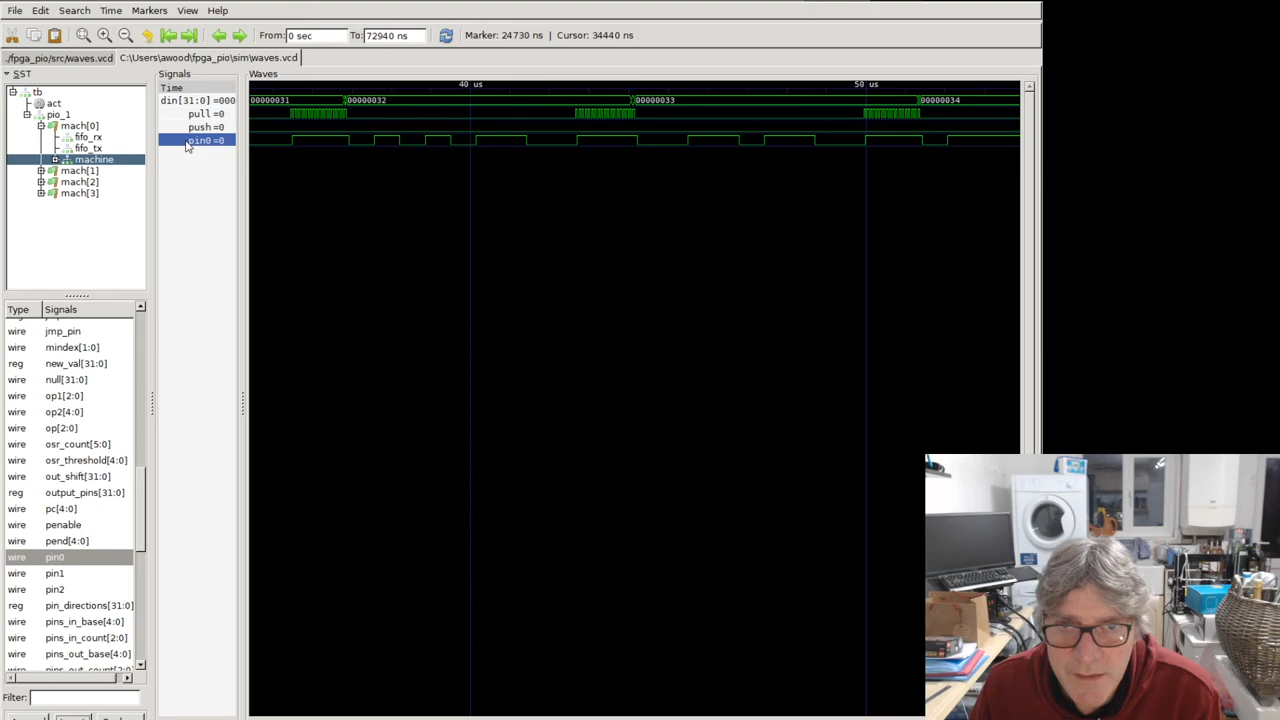 File Edit Search Time Markers View Help
From: 0 sec To: 72940 ns Marker: 24730 ns | Cursor: 34440 ns
./fpga_pio/src/waves.vcd C:\Users\awood\fpga_pio\sim\waves.vcd
SST
tb
act
pio_1
mach[0]
fifo_rx
fifo_tx
machine
mach[1]
mach[2]
mach[3]
Type Signals
wire jmp_pin
wire mindex[1:0]
reg new_val[31:0]
wire null[31:0]
wire op1[2:0]
wire op2[4:0]
wire op[2:0]
wire osr_count[5:0]
wire osr_threshold[4:0]
wire out_shift[31:0]
reg output_pins[31:0]
wire pc[4:0]
wire penable
wire pend[4:0]
wire pin0
wire pin1
wire pin2
reg pin_directions[31:0]
wire pins_in_base[4:0]
wire pins_in_count[2:0]
wire pins_out_base[4:0]
wire pins_out_count[2:0]
Filter:
Signals
Time
din[31:0] =000
pull=0
push=0
pin0=0
Waves
40 us 50 us
00000031 00000032 00000033 00000034